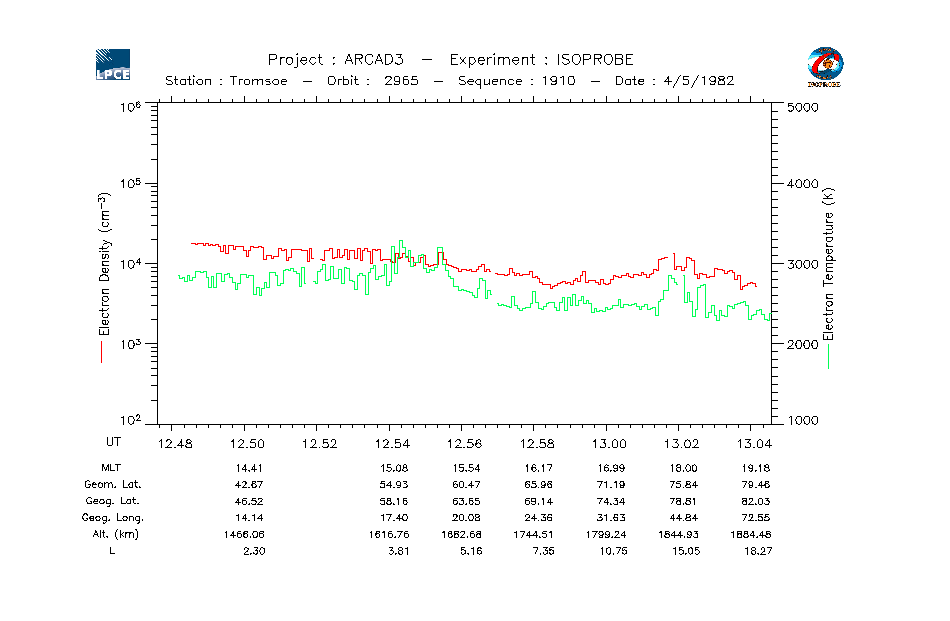 LPCE
Project : ARCAD3 — Experiment : ISOPROBE
ISOPROBE
Station : Tromsoe — Orbit : 2965 — Sequence : 1910 — Date : 4/5/1982
10^6 5000
10^5 4000
10^4 3000
10^3 2000
10^2 1000
Electron Density (cm^-3)
Electron Temperature (K)
UT 12.48 12.50 12.52 12.54 12.56 12.58 13.00 13.02 13.04
MLT 14.41 15.08 15.54 16.17 16.99 18.00 19.18
Geom. Lat. 42.67 54.93 60.47 65.96 71.19 75.84 79.46
Geog. Lat. 46.52 58.16 63.65 69.14 74.34 78.81 82.03
Geog. Long. 14.14 17.40 20.08 24.36 31.63 44.84 72.55
Alt. (km) 1466.06 1616.76 1682.68 1744.51 1799.24 1844.93 1884.48
L 2.30 3.81 5.16 7.35 10.75 15.05 18.27